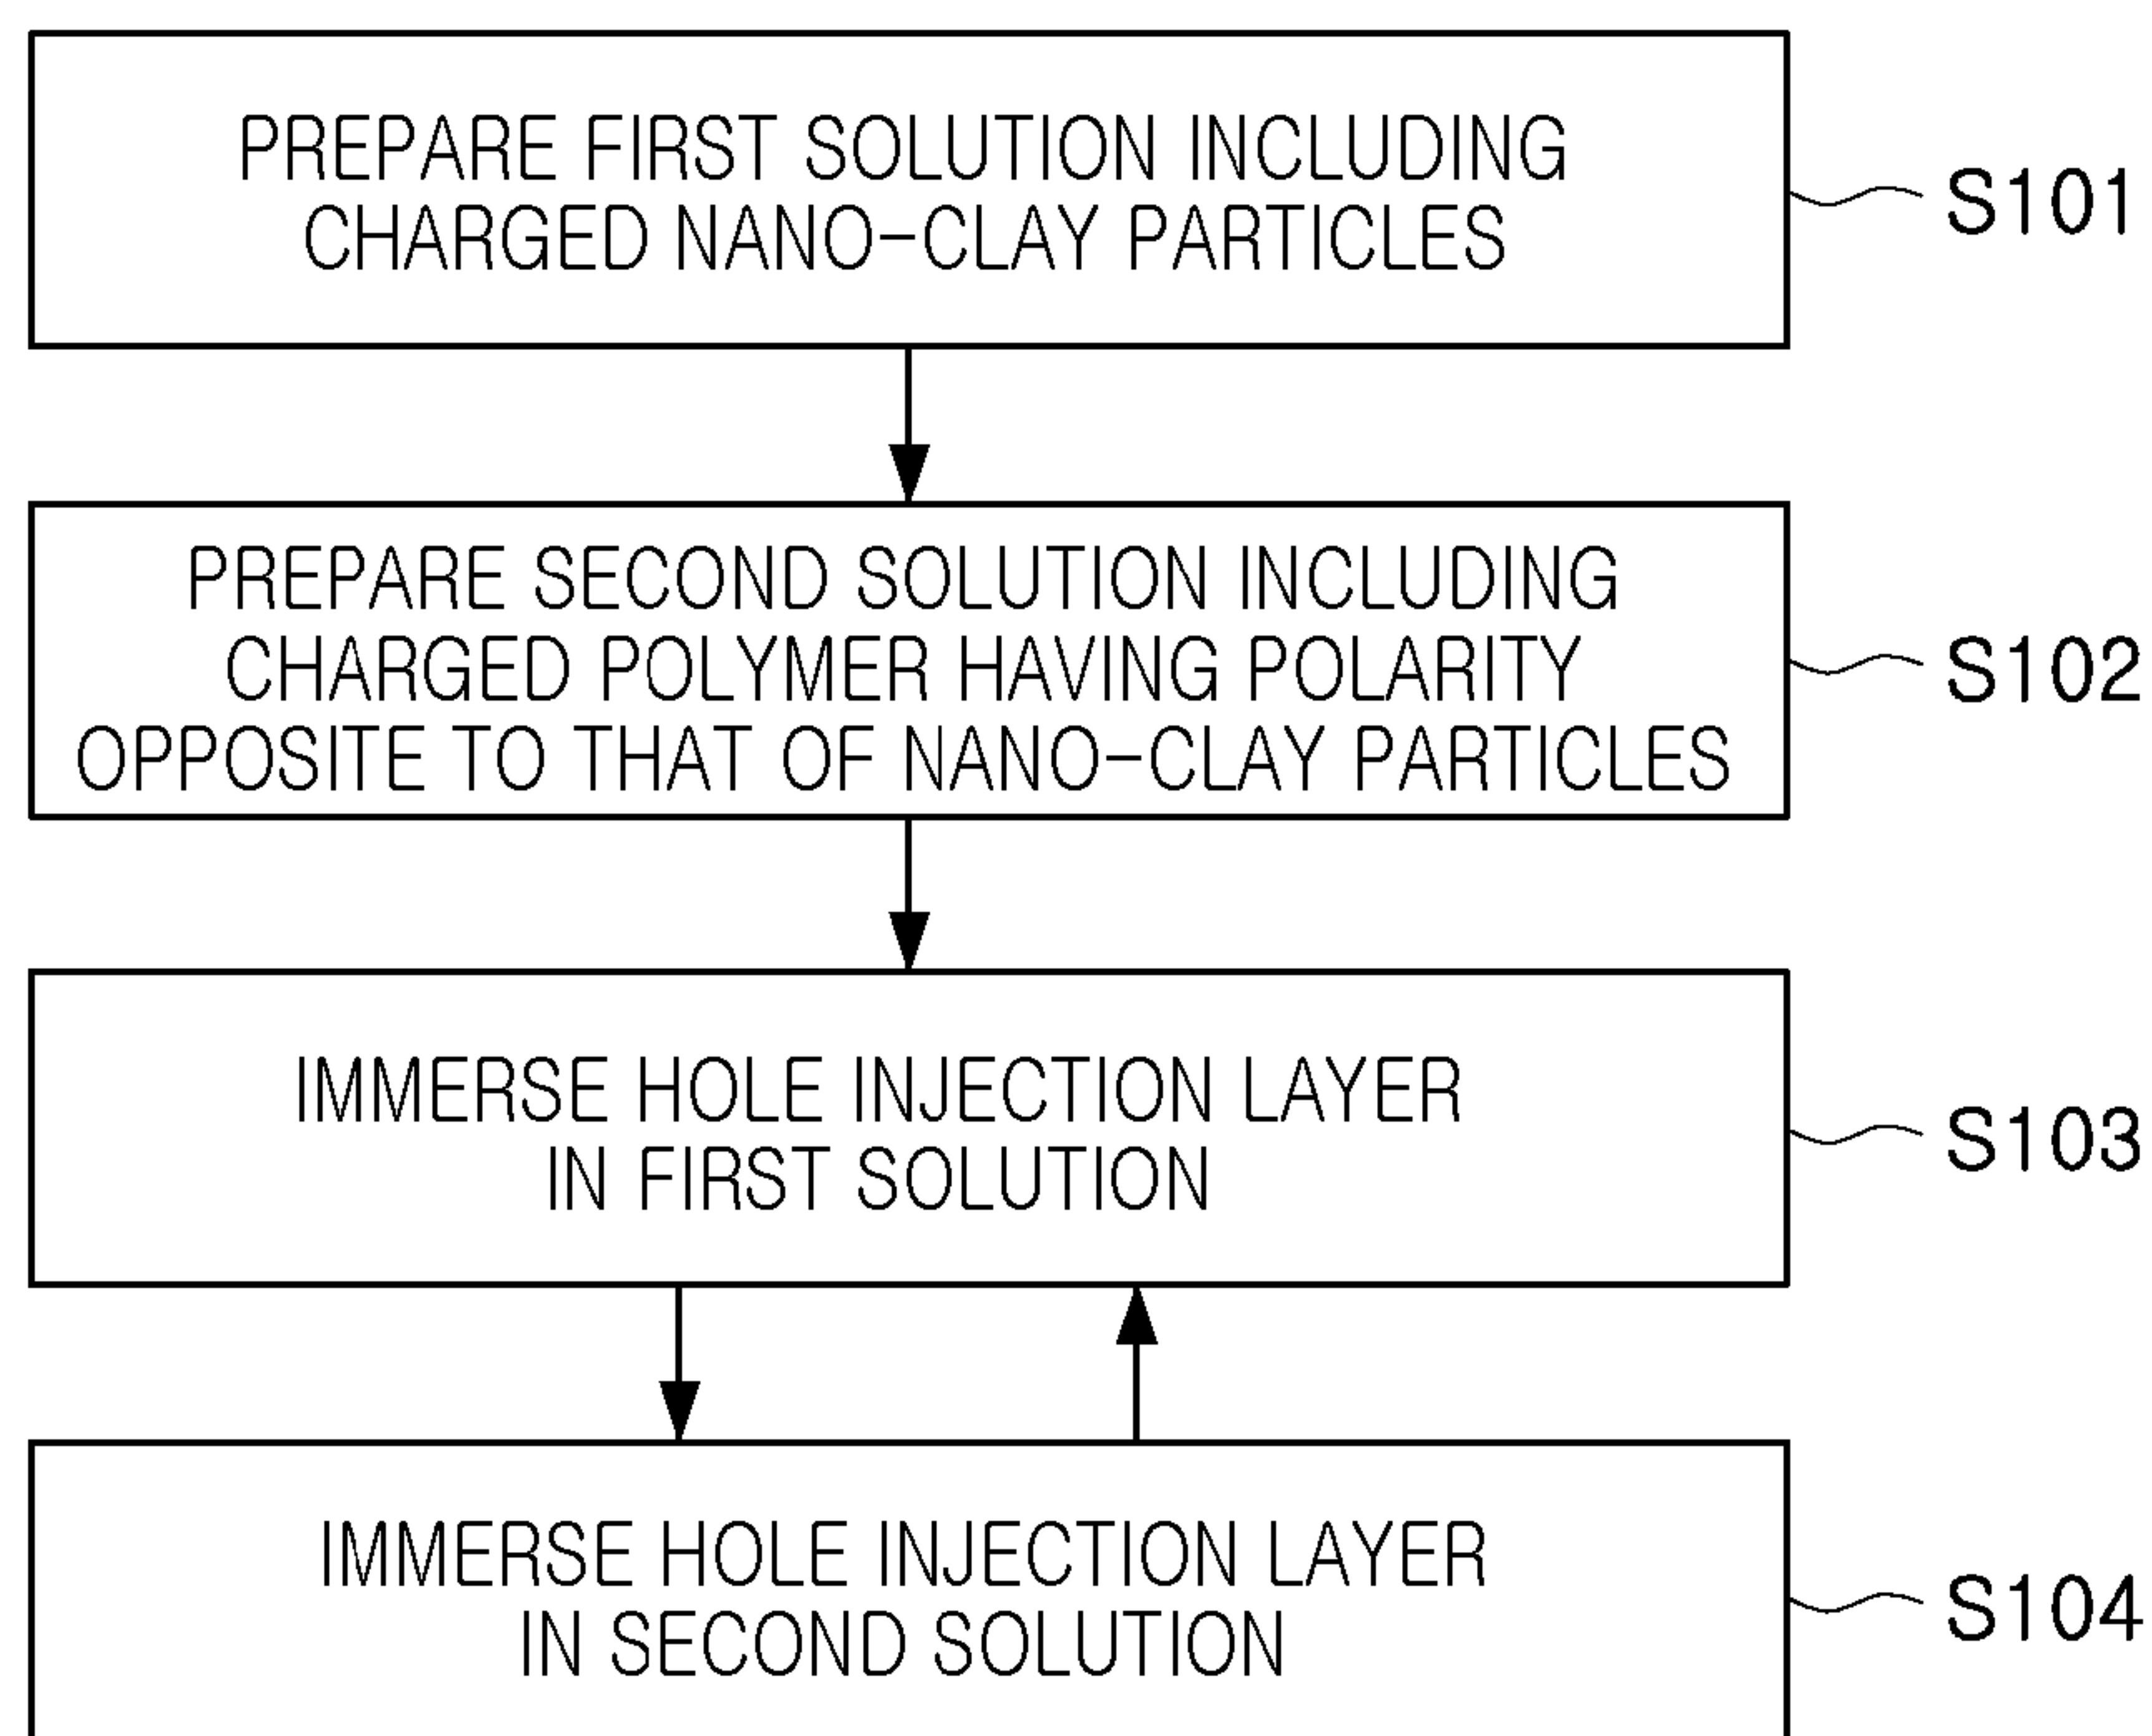 PREPARE FIRST SOLUTION INCLUDING
CHARGED NANO-CLAY PARTICLES
S101
PREPARE SECOND SOLUTION INCLUDING
CHARGED POLYMER HAVING POLARITY
OPPOSITE TO THAT OF NANO-CLAY PARTICLES
S102
IMMERSE HOLE INJECTION LAYER
IN FIRST SOLUTION
S103
IMMERSE HOLE INJECTION LAYER
IN SECOND SOLUTION
S104